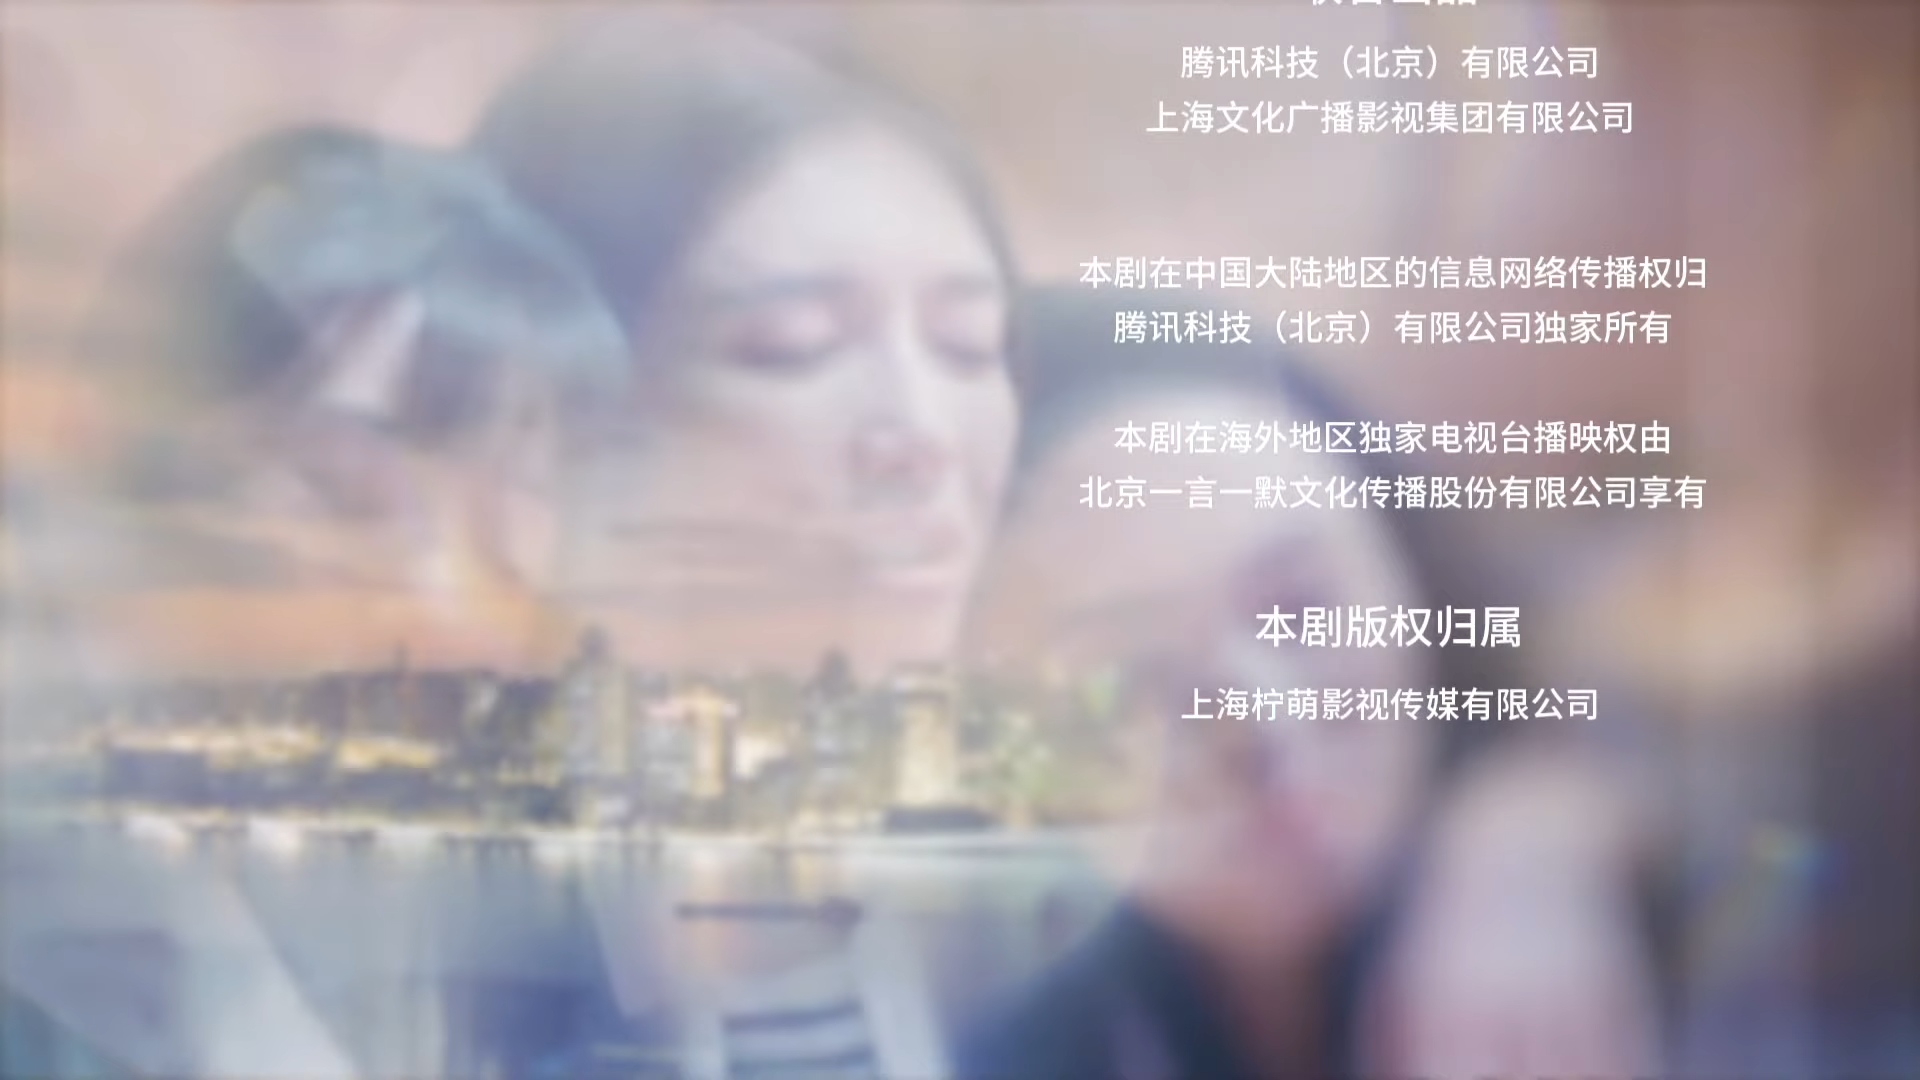 腾讯科技（北京）有限公司
上海文化广播影视集团有限公司
本剧在中国大陆地区的信息网络传播权归
腾讯科技（北京）有限公司独家所有
本剧在海外地区独家电视台播映权由
北京一言一默文化传播股份有限公司享有
本剧版权归属
上海柠萌影视传媒有限公司